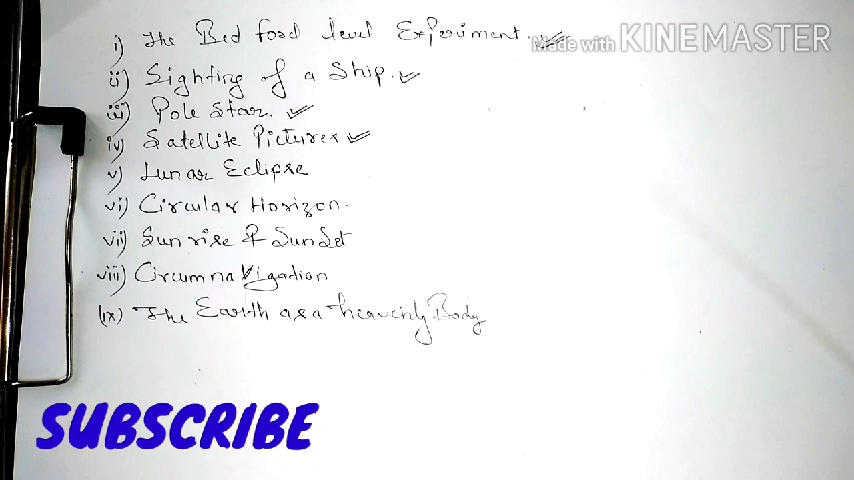 i) The Bed food level Experiment.
Made with KINEMASTER
ii) Sighting of a Ship.
iii) Pole Star.
iv) Satellite Pictures
v) Lunar Eclipse
vi) Circular Horizon.
vii) Sunrise & SunSet
viii) Circumnavigation
(ix) The Earth as a heavenly Body
SUBSCRIBE